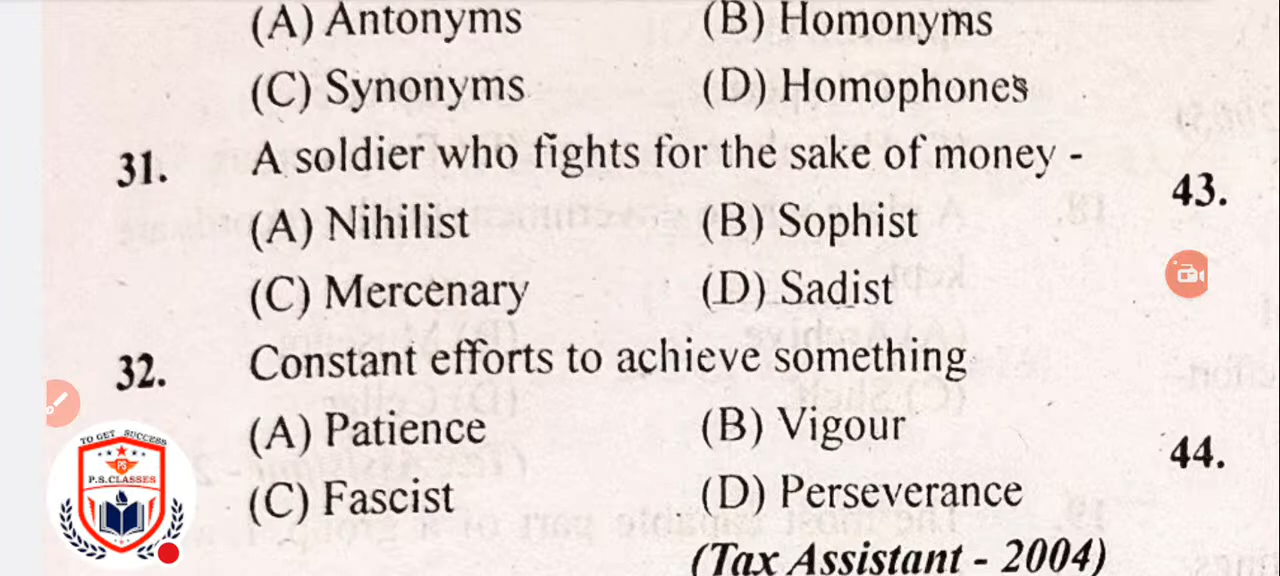 (A) Antonyms (B) Homonyms
(C) Synonyms (D) Homophones
31. A soldier who fights for the sake of money -
43.
(A) Nihilist (B) Sophist
(C) Mercenary (D) Sadist
32. Constant efforts to achieve something
(A) Patience (B) Vigour
44.
(C) Fascist (D) Perseverance
(Tax Assistant - 2004)
TO GET SUCCESS
PS
P.S.CLASSES